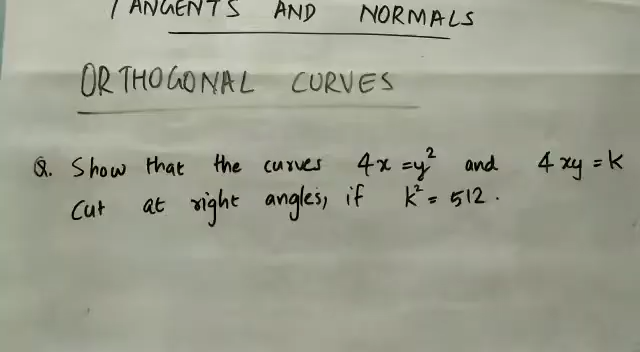 TANGENTS AND NORMALS
ORTHOGONAL CURVES
Q. Show that the curves 4x = y² and 4xy = k
cut at right angles, if k² = 512.